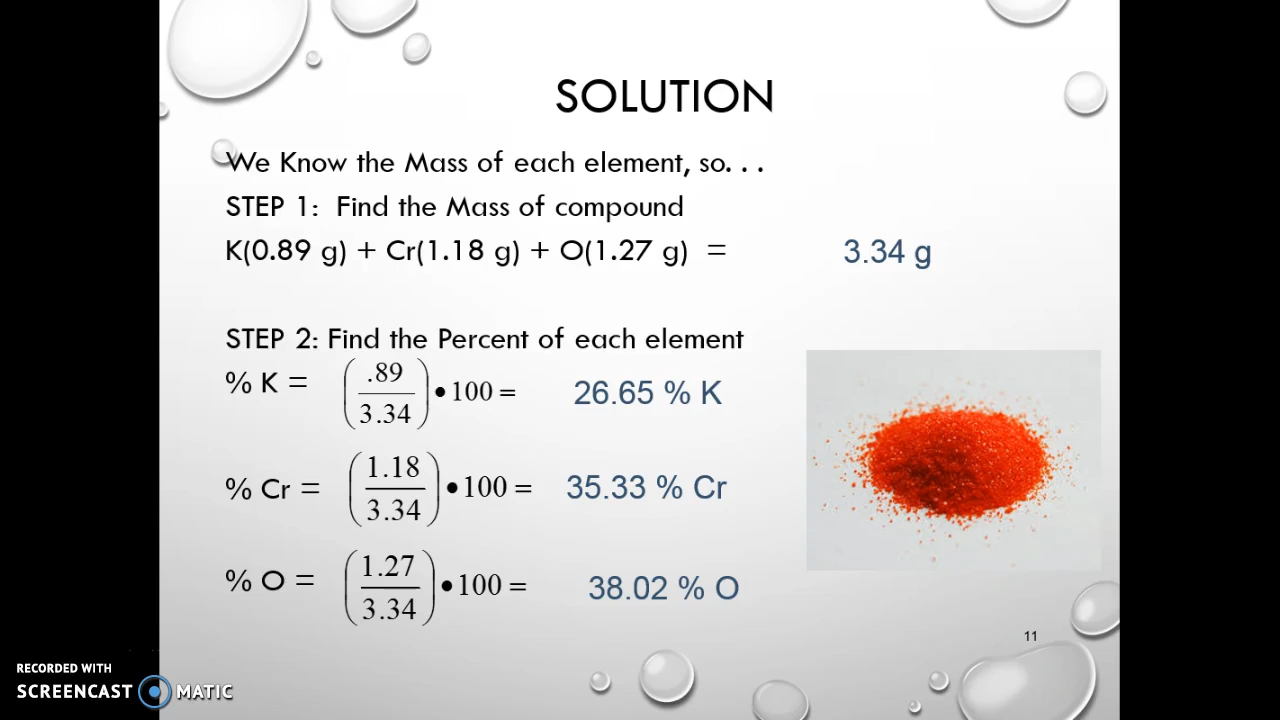 SOLUTION
We Know the Mass of each element, so. . .
STEP 1: Find the Mass of compound
K(0.89 g) + Cr(1.18 g) + O(1.27 g) = 3.34 g
STEP 2: Find the Percent of each element
% K = (.89/3.34) • 100 = 26.65 % K
% Cr = (1.18/3.34) • 100 = 35.33 % Cr
% O = (1.27/3.34) • 100 = 38.02 % O
11
RECORDED WITH
SCREENCAST MATIC